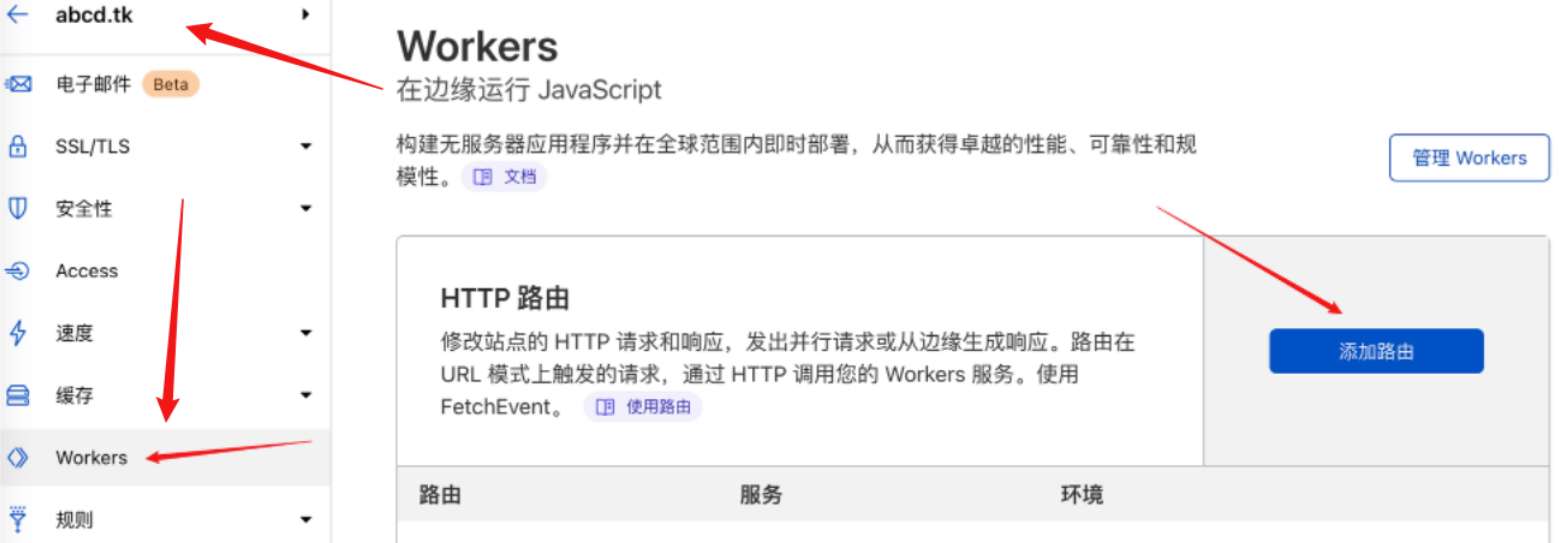 abcd.tk
电子邮件 Beta
SSL/TLS
安全性
Access
速度
缓存
Workers
规则
Workers
在边缘运行 JavaScript
构建无服务器应用程序并在全球范围内即时部署，从而获得卓越的性能、可靠性和规
模性。 文档
管理 Workers
HTTP 路由
修改站点的 HTTP 请求和响应，发出并行请求或从边缘生成响应。路由在
URL 模式上触发的请求，通过 HTTP 调用您的 Workers 服务。使用
FetchEvent。 使用路由
添加路由
路由 服务 环境